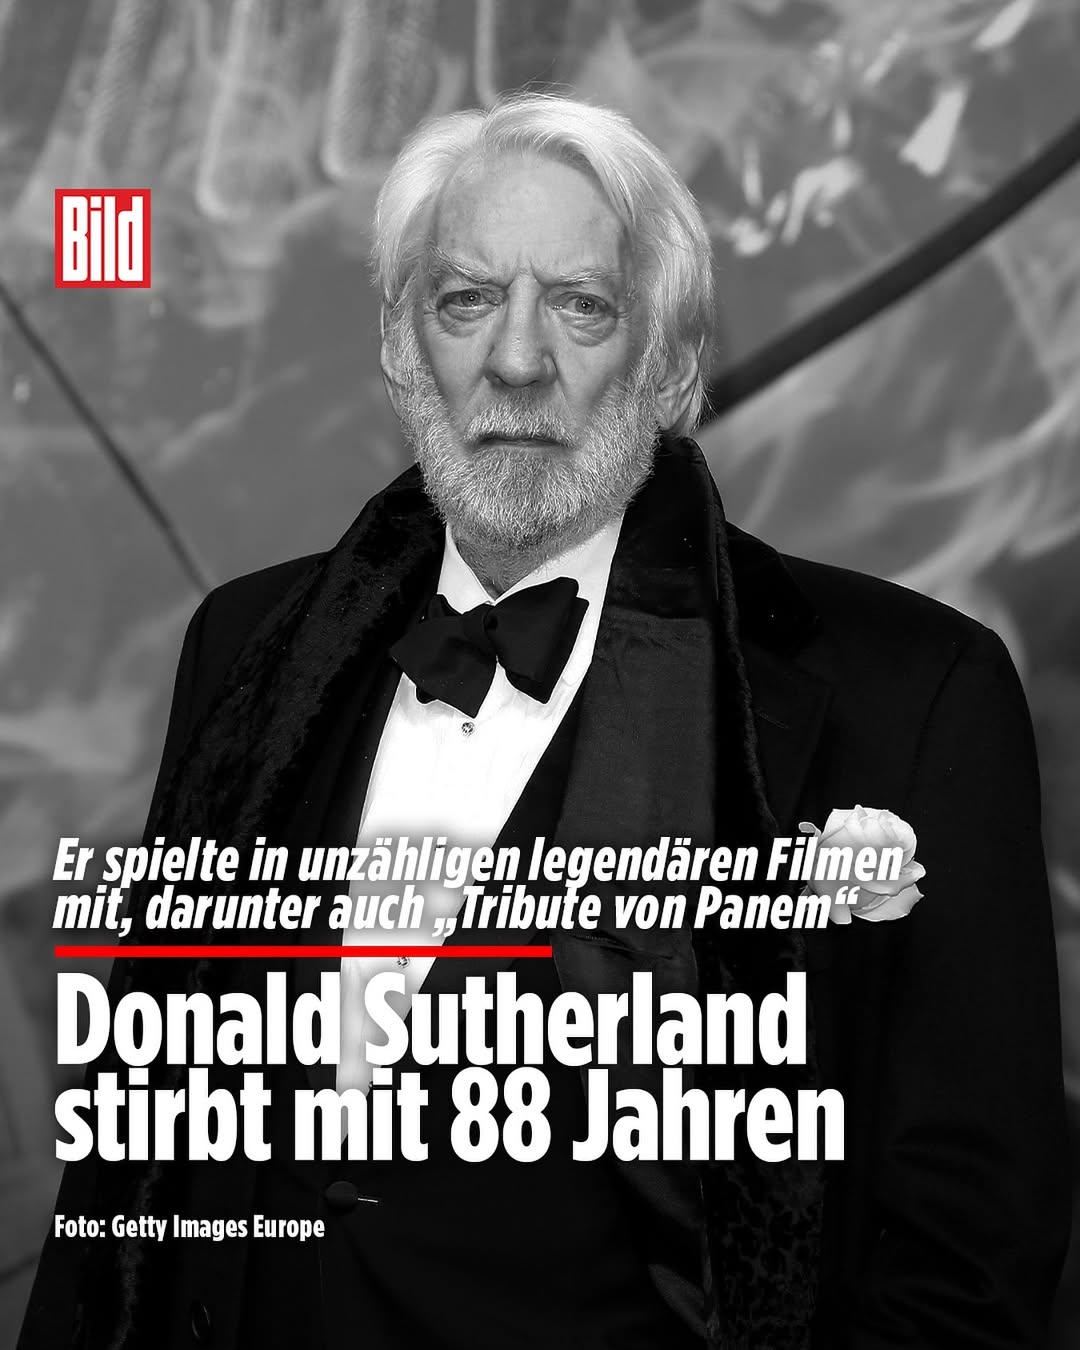 Bild
Er spielte in unzähligen legendären Filmen
mit, darunter auch „Tribute von Panem“
Donald Sutherland
stirbt mit 88 Jahren
Foto: Getty Images Europe